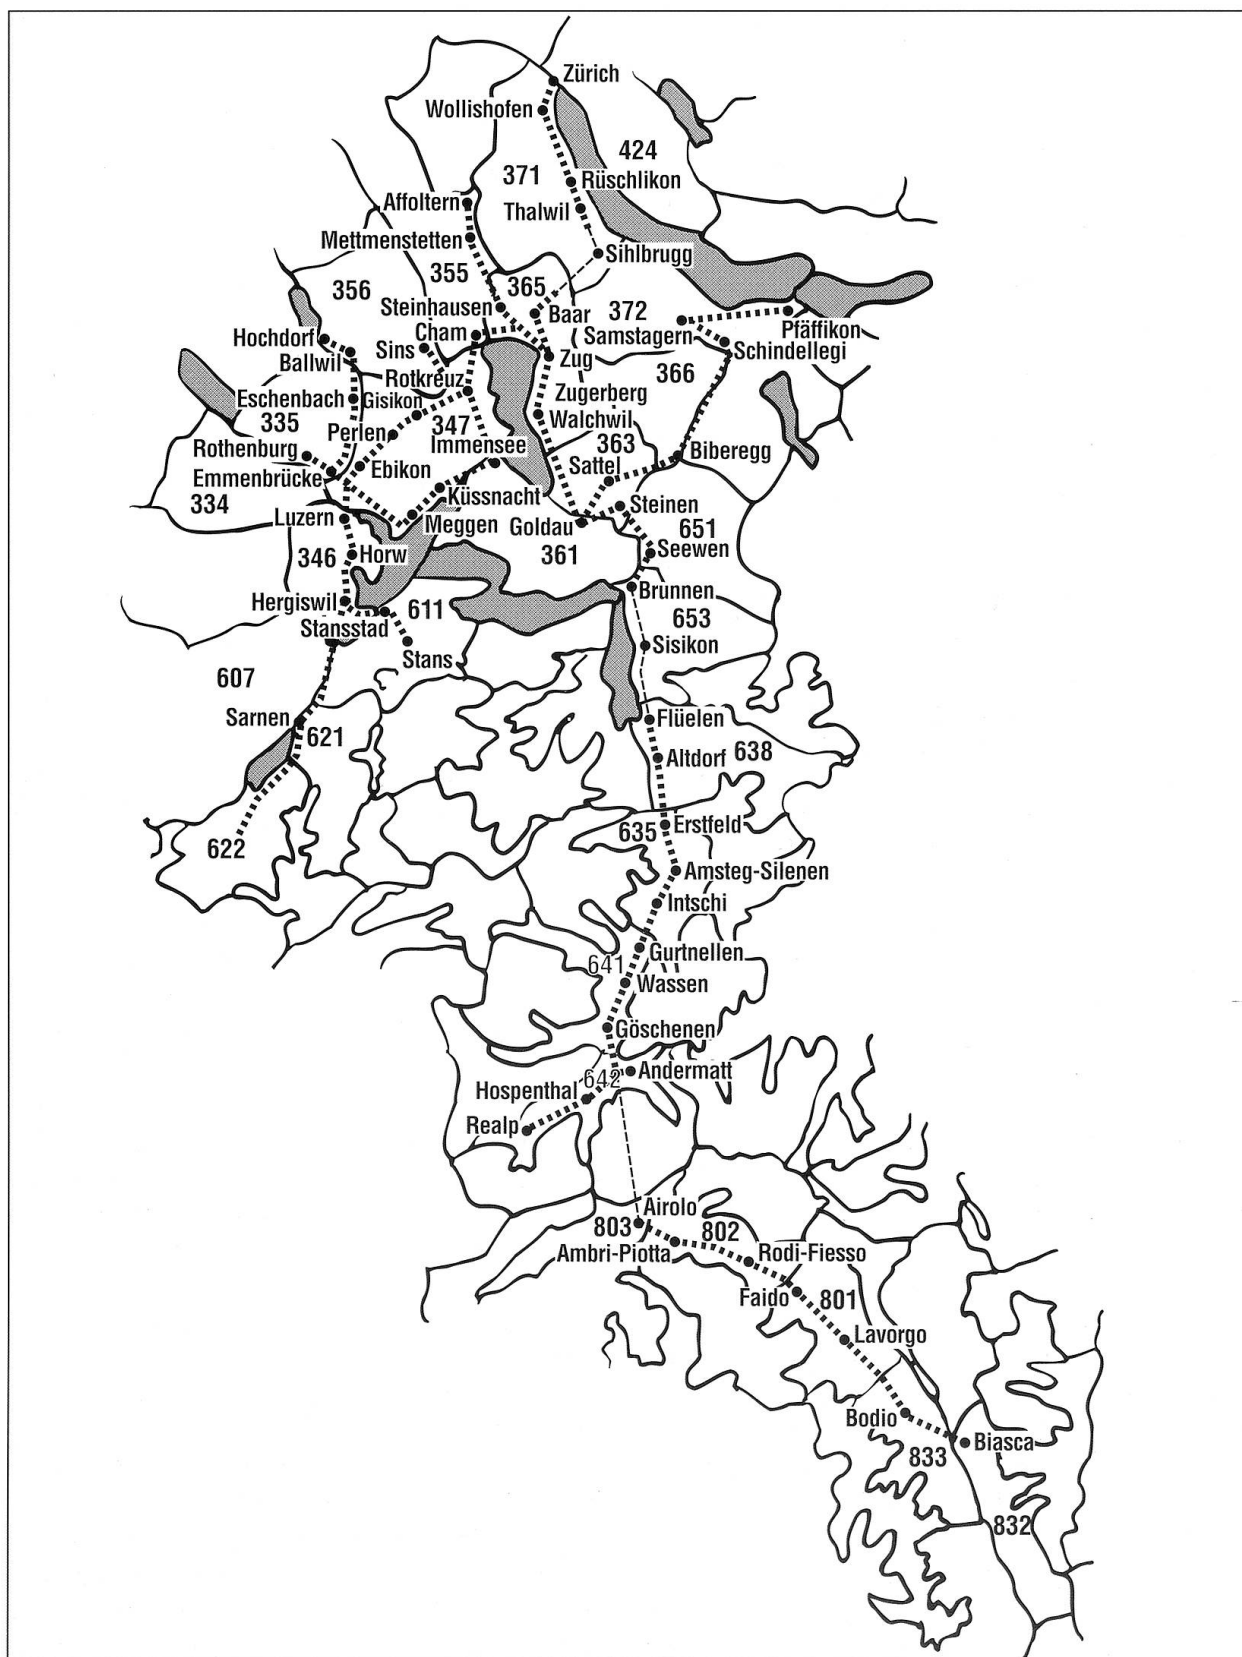 Zürich
Wollishofen
424
371
Rüschlikon
Affoltern
Thalwil
Mettmenstetten
Sihlbrugg
355
365
356
Steinhausen
Baar
372
Cham
Samstagern
Pfäffikon
Hochdorf
Sins
Schindellegi
Ballwil
Zug
Rotkreuz
366
Eschenbach
Gisikon
Zugerberg
335
347
Walchwil
Perlen
Immensee
363
Rothenburg
Biberegg
Emmenbrücke
Ebikon
Sattel
Küssnacht
334
Steinen
Luzern
Meggen
Goldau
651
346
Horw
361
Seewen
Brunnen
Hergiswil
611
653
Stansstad
Sisikon
Stans
607
Sarnen
Flüelen
621
638
Altdorf
635
Erstfeld
622
Amsteg-Silenen
Intschi
Gurtnellen
641
Wassen
Göschenen
Andermatt
642
Hospenthal
Realp
Airolo
803
802
Ambri-Piotta
Rodi-Fiesso
Faido
801
Lavorgo
Bodio
Biasca
833
832